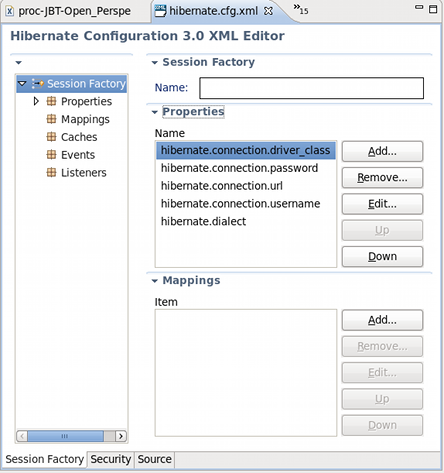 proc-JBT-Open_Perspe
hibernate.cfg.xml
15
Hibernate Configuration 3.0 XML Editor
Session Factory
Properties
Mappings
Caches
Events
Listeners
Session Factory
Name:
Properties
Name
hibernate.connection.driver_class
hibernate.connection.password
hibernate.connection.url
hibernate.connection.username
hibernate.dialect
Add...
Remove...
Edit...
Up
Down
Mappings
Item
Add...
Remove...
Edit...
Up
Down
Session Factory Security Source